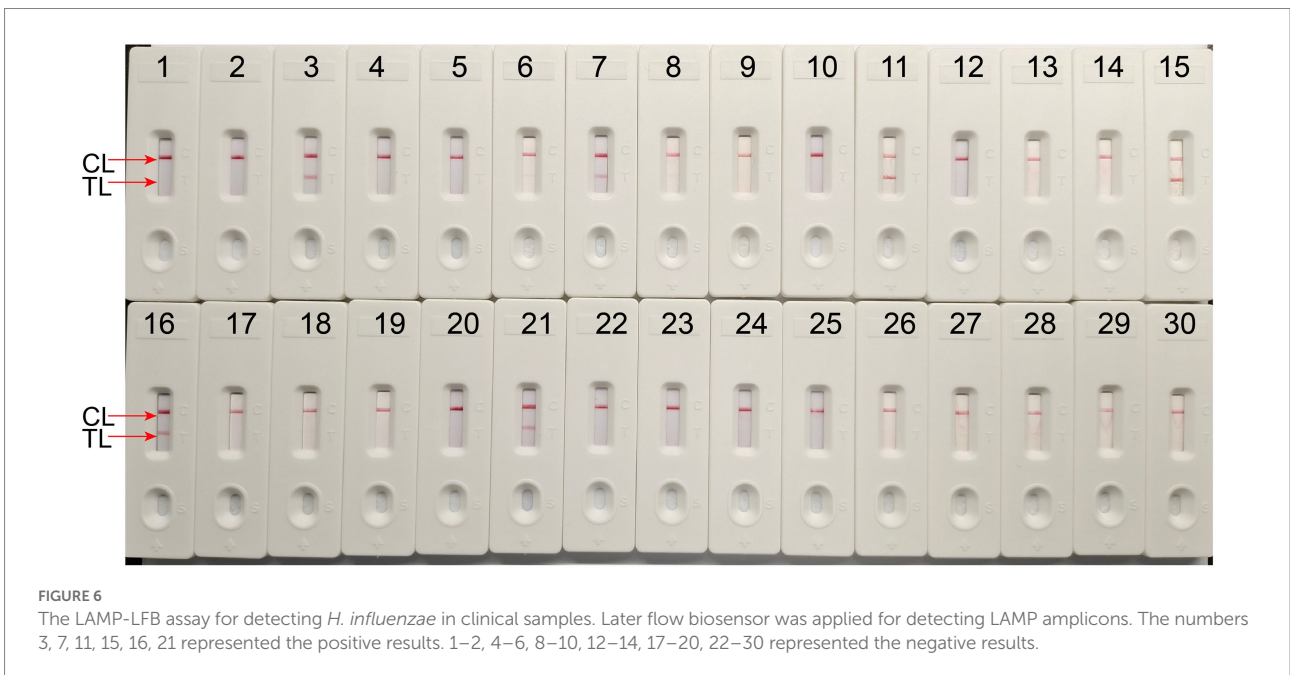 1 2 3 4 5 6 7 8 9 10 11 12 13 14 15
CL
TL
C C C C C C C C C C C C C C C
T T T T T T T T T T T T T T T
S S S S S S S S S S S S S S S
16 17 18 19 20 21 22 23 24 25 26 27 28 29 30
CL
TL
C C C C C C C C C C C C C C C
T T T T T T T T T T T T T T T
S S S S S S S S S S S S S S S
FIGURE 6
The LAMP-LFB assay for detecting H. influenzae in clinical samples. Later flow biosensor was applied for detecting LAMP amplicons. The numbers
3, 7, 11, 15, 16, 21 represented the positive results. 1–2, 4–6, 8–10, 12–14, 17–20, 22–30 represented the negative results.